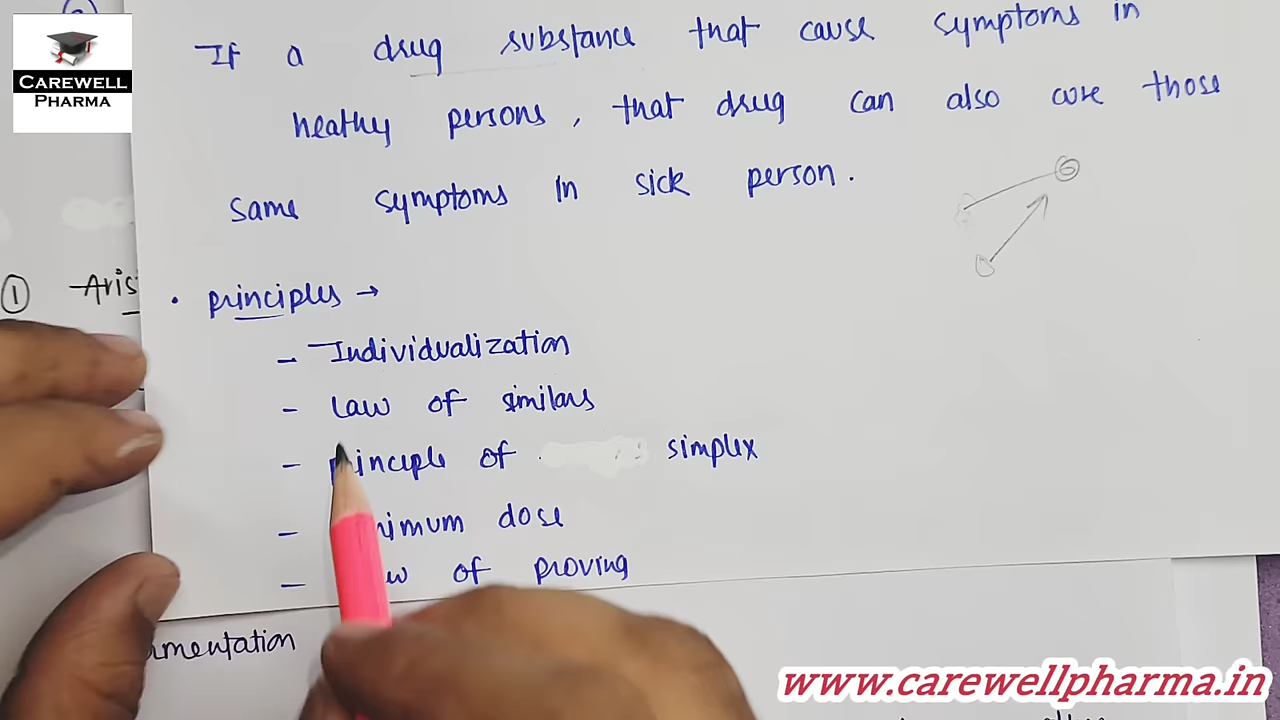 CAREWELL
PHARMA
If a drug substance that cause symptoms in
heathy persons, that drug can also cure those
same symptoms in sick person.
1 Aris
• principles →
- Individualization
- Law of similars
- principle of simplex
- nimum dose
- of proving
mentation
www.carewellpharma.in